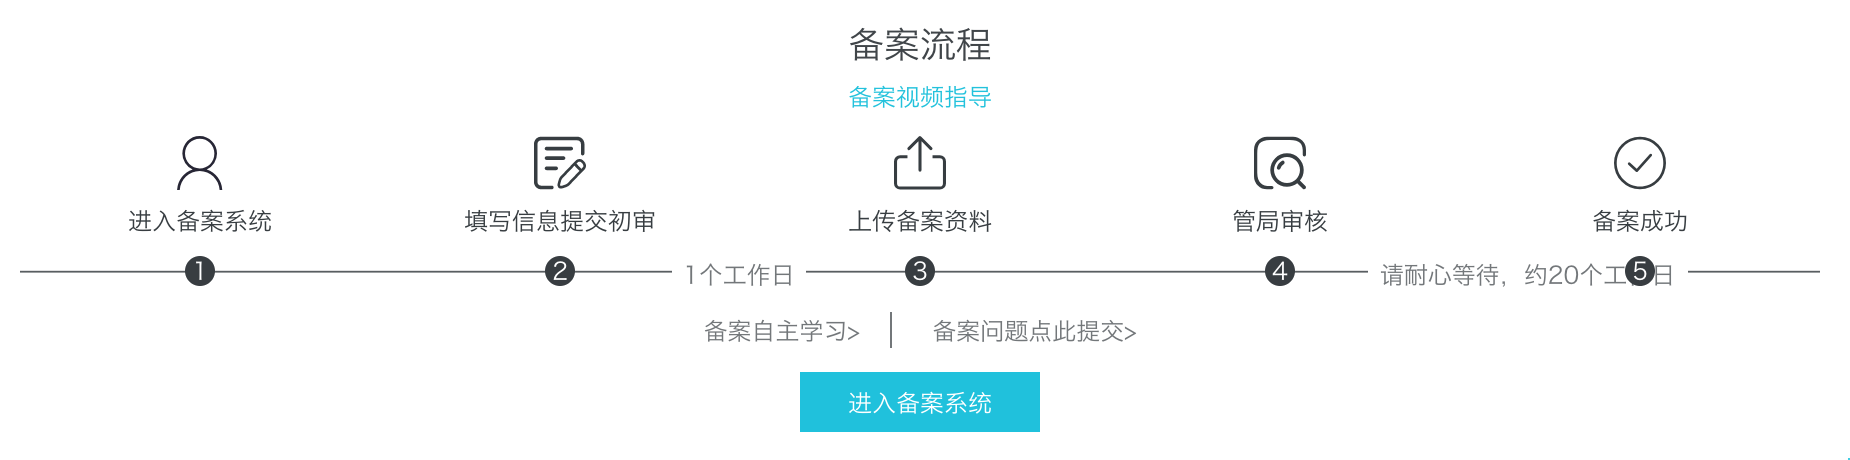 备案流程
备案视频指导
进入备案系统 填写信息提交初审 上传备案资料 管局审核 备案成功
1 2 1个工作日 3 4 请耐心等待，约20个工 5 日
备案自主学习> 备案问题点此提交>
进入备案系统